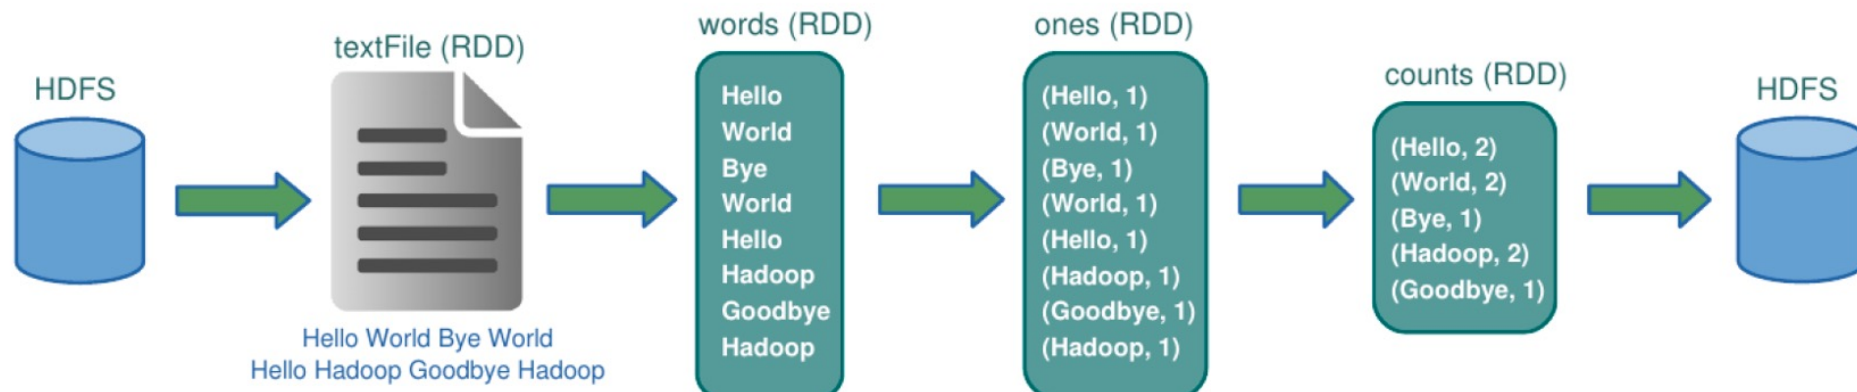 HDFS
textFile (RDD)
Hello World Bye World
Hello Hadoop Goodbye Hadoop
words (RDD)
Hello
World
Bye
World
Hello
Hadoop
Goodbye
Hadoop
ones (RDD)
(Hello, 1)
(World, 1)
(Bye, 1)
(World, 1)
(Hello, 1)
(Hadoop, 1)
(Goodbye, 1)
(Hadoop, 1)
counts (RDD)
(Hello, 2)
(World, 2)
(Bye, 1)
(Hadoop, 2)
(Goodbye, 1)
HDFS